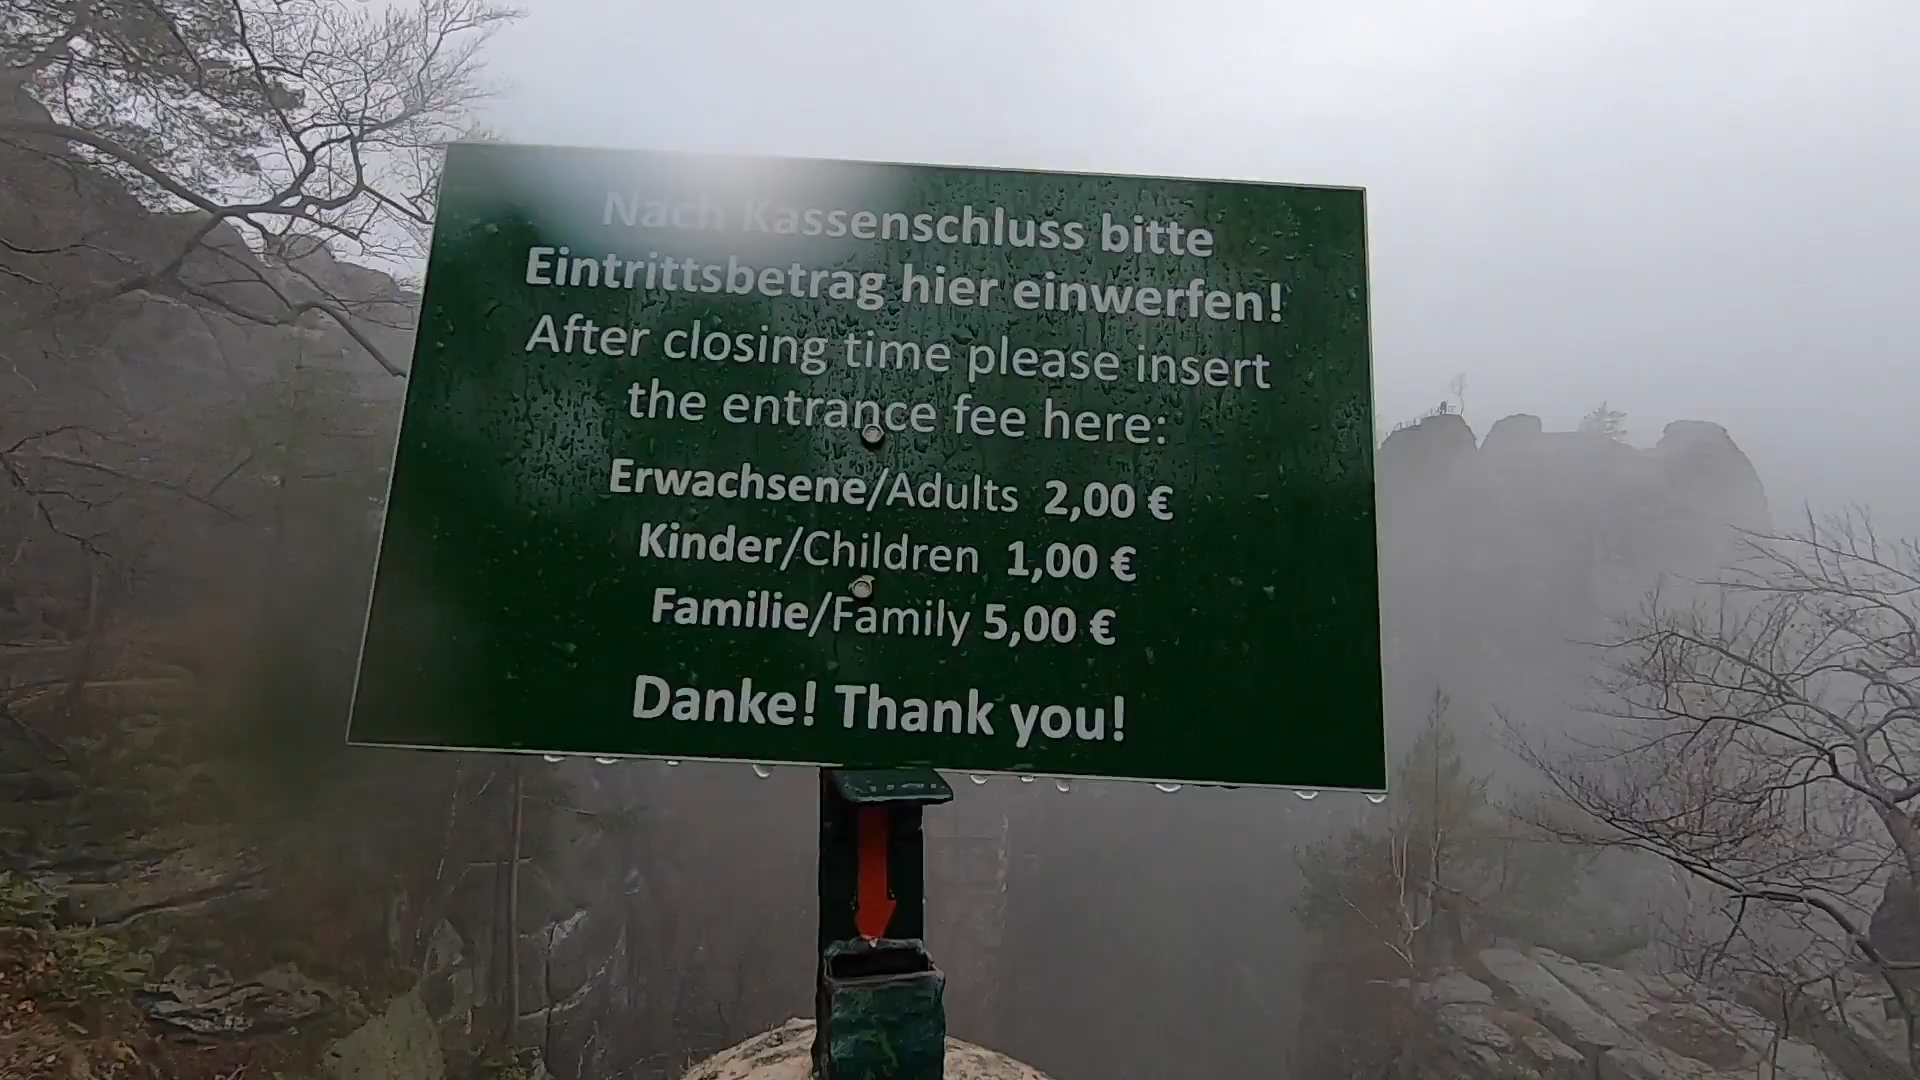 Nach Kassenschluss bitte
Eintrittsbetrag hier einwerfen!
After closing time please insert
the entrance fee here:
Erwachsene/Adults 2,00 €
Kinder/Children 1,00 €
Familie/Family 5,00 €
Danke! Thank you!